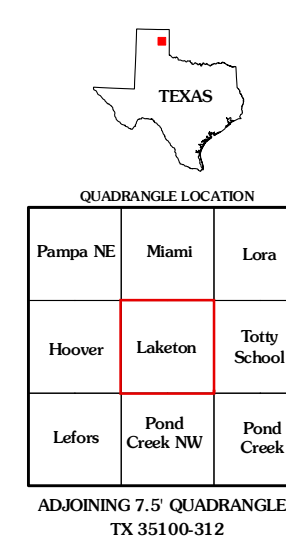 TEXAS
QUADRANGLE LOCATION
Pampa NE Miami Lora
Hoover Laketon Totty
School
Lefors Pond
Creek NW Pond
Creek
ADJOINING 7.5' QUADRANGLE
TX 35100-312